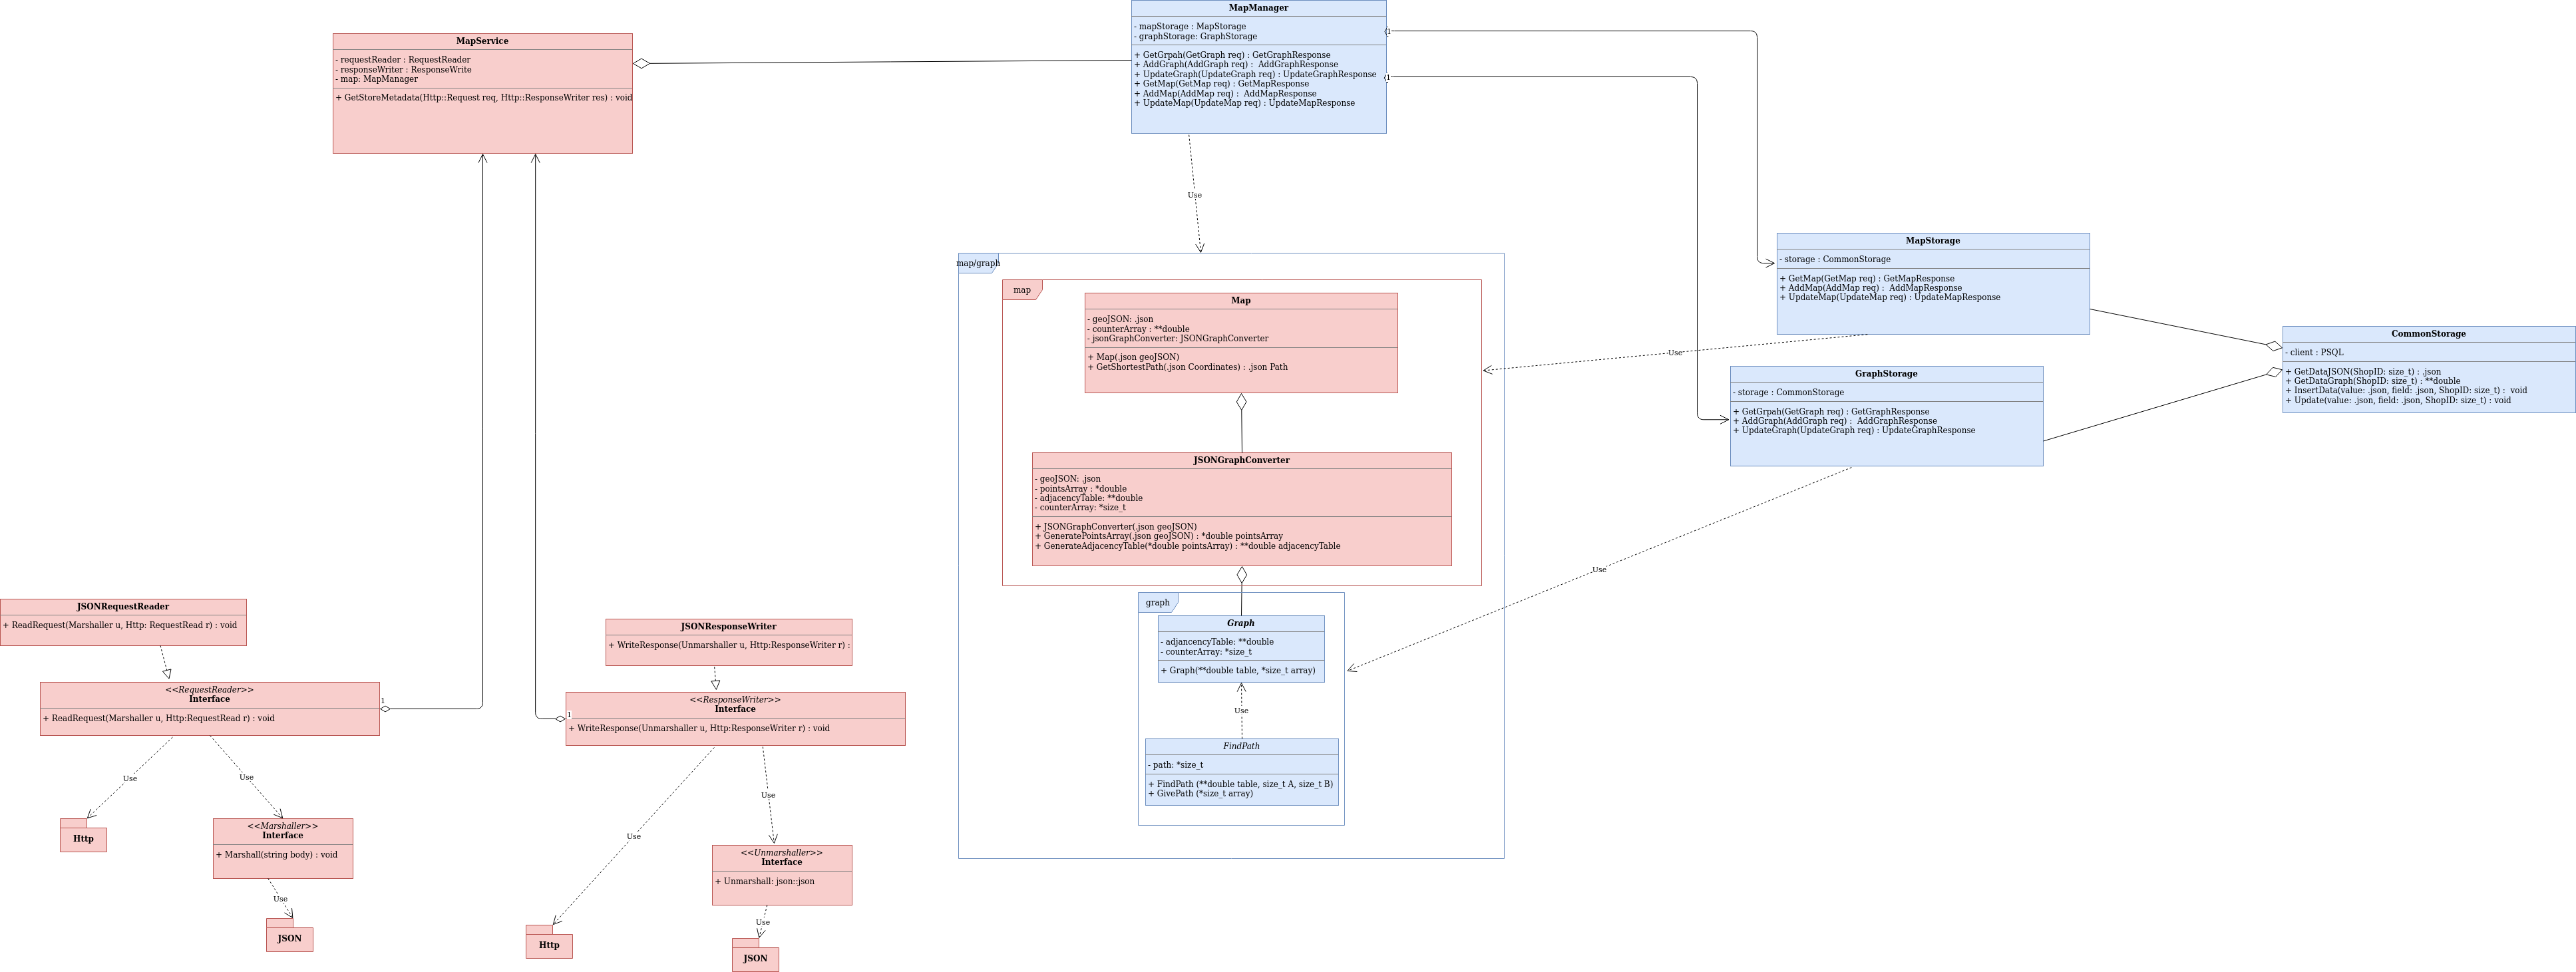 MapManager
- mapStorage : MapStorage
- graphStorage: GraphStorage
+ GetGrpah(GetGraph req) : GetGraphResponse
+ AddGraph(AddGraph req) :  AddGraphResponse
+ UpdateGraph(UpdateGraph req) : UpdateGraphResponse
+ GetMap(GetMap req) : GetMapResponse
+ AddMap(AddMap req) :  AddMapResponse
+ UpdateMap(UpdateMap req) : UpdateMapResponse
1
1
MapService
- requestReader : RequestReader
- responseWriter : ResponseWrite
- map: MapManager
+ GetStoreMetadata(Http::Request req, Http::ResponseWriter res) : void
Use
MapStorage
- storage : CommonStorage
+ GetMap(GetMap req) : GetMapResponse
+ AddMap(AddMap req) :  AddMapResponse
+ UpdateMap(UpdateMap req) : UpdateMapResponse
map/graph
map
Map
- geoJSON: .json
- counterArray : **double
- jsonGraphConverter: JSONGraphConverter
+ Map(.json geoJSON)
+ GetShortestPath(.json Coordinates) : .json Path
Use
CommonStorage
- client : PSQL
+ GetDataJSON(ShopID: size_t) : .json
+ GetDataGraph(ShopID: size_t) : **double
+ InsertData(value: .json, field: .json, ShopID: size_t) :  void
+ Update(value: .json, field: .json, ShopID: size_t) : void
GraphStorage
- storage : CommonStorage
+ GetGrpah(GetGraph req) : GetGraphResponse
+ AddGraph(AddGraph req) :  AddGraphResponse
+ UpdateGraph(UpdateGraph req) : UpdateGraphResponse
JSONGraphConverter
- geoJSON: .json
- pointsArray : *double
- adjacencyTable: **double
- counterArray: *size_t
+ JSONGraphConverter(.json geoJSON)
+ GeneratePointsArray(.json geoJSON) : *double pointsArray
+ GenerateAdjacencyTable(*double pointsArray) : **double adjacencyTable
Use
graph
Graph
- adjancencyTable: **double
- counterArray: *size_t
+ Graph(**double table, *size_t array)
Use
FindPath
- path: *size_t
+ FindPath (**double table, size_t A, size_t B)
+ GivePath (*size_t array)
JSONRequestReader
+ ReadRequest(Marshaller u, Http: RequestRead r) : void
<<RequestReader>>
Interface
+ ReadRequest(Marshaller u, Http:RequestRead r) : void
1
Use
Use
Http
<<Marshaller>>
Interface
+ Marshall(string body) : void
Use
JSON
JSONResponseWriter
+ WriteResponse(Unmarshaller u, Http:ResponseWriter r) :
<<ResponseWriter>>
Interface
+ WriteResponse(Unmarshaller u, Http:ResponseWriter r) : void
1
Use
Use
Http
<<Unmarshaller>>
Interface
+ Unmarshall: json::json
Use
JSON